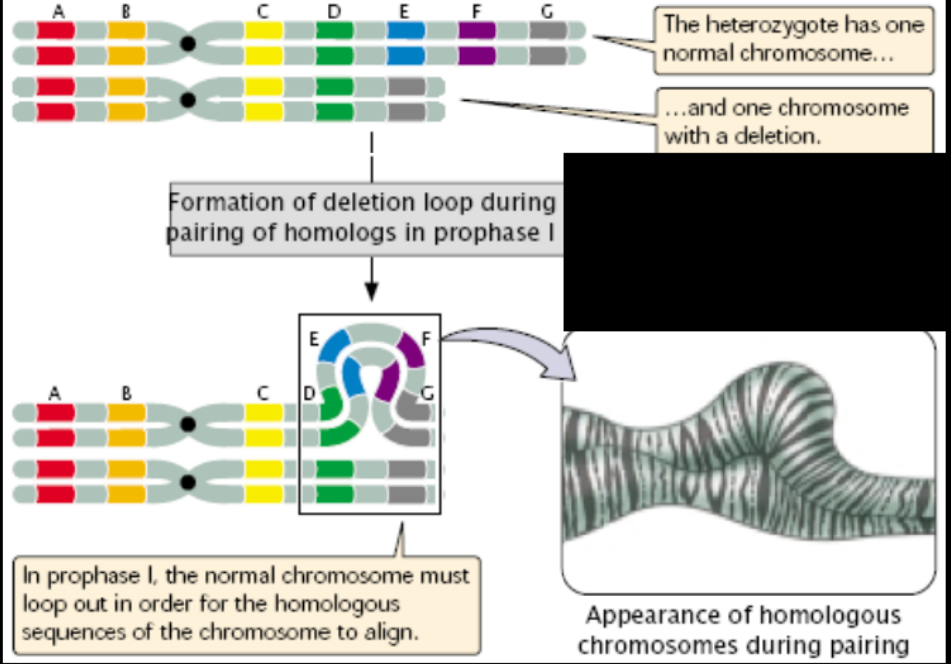 A B C D E F G
The heterozygote has one
normal chromosome...
...and one chromosome
with a deletion.
Formation of deletion loop during
pairing of homologs in prophase I
E F
A B C D G
In prophase I, the normal chromosome must
loop out in order for the homologous
sequences of the chromosome to align.
Appearance of homologous
chromosomes during pairing